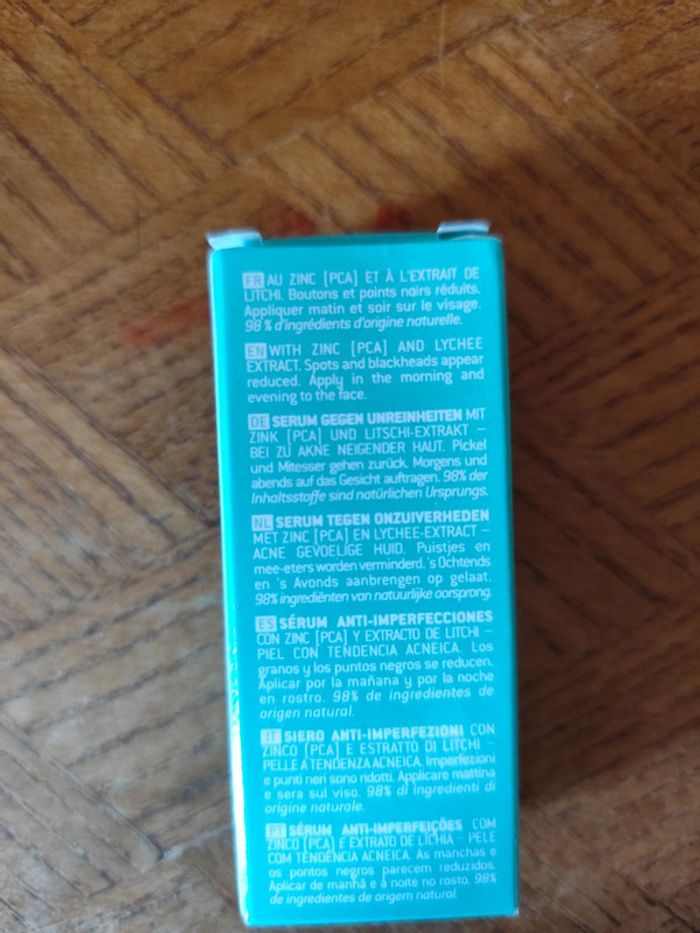 FR AU ZINC [PCA] ET À L'EXTRAIT DE
LITCHI. Boutons et points noirs réduits.
Appliquer matin et soir sur le visage.
98 % d'ingrédients d'origine naturelle.
EN WITH ZINC [PCA] AND LYCHEE
EXTRACT. Spots and blackheads appear
reduced. Apply in the morning and
evening to the face.
DE SERUM GEGEN UNREINHEITEN MIT
ZINK [PCA] UND LITSCHI-EXTRAKT –
BEI ZU AKNE NEIGENDER HAUT. Pickel
und Mitesser gehen zurück. Morgens und
abends auf das Gesicht auftragen. 98% der
Inhaltsstoffe sind natürlichen Ursprungs.
NL SERUM TEGEN ONZUIVERHEDEN
MET ZINC [PCA] EN LYCHEE-EXTRACT –
ACNE GEVOELIGE HUID. Puistjes en
mee-eters worden verminderd. 's Ochtends
en 's Avonds aanbrengen op gelaat.
98% ingrediënten van natuurlijke oorsprong.
ES SÉRUM ANTI-IMPERFECCIONES
CON ZINC [PCA] Y EXTRACTO DE LITCHI –
PIEL CON TENDENCIA ACNEICA. Los
granos y los puntos negros se reducen.
Aplicar por la mañana y por la noche
en rostro. 98% de ingredientes de
origen natural.
IT SIERO ANTI-IMPERFEZIONI CON
ZINCO [PCA] E ESTRATTO DI LITCHI –
PELLE A TENDENZA ACNEICA. Imperfezioni
e punti neri sono ridotti. Applicare mattina
e sera sul viso. 98% di ingredienti di
origine naturale.
PT SÉRUM ANTI-IMPERFEIÇÕES COM
ZINCO [PCA] E EXTRATO DE LICHIA – PELE
COM TENDÊNCIA ACNEICA. As manchas e
os pontos negros parecem reduzidos.
Aplicar de manhã e à noite no rosto. 98%
de ingredientes de origem natural.